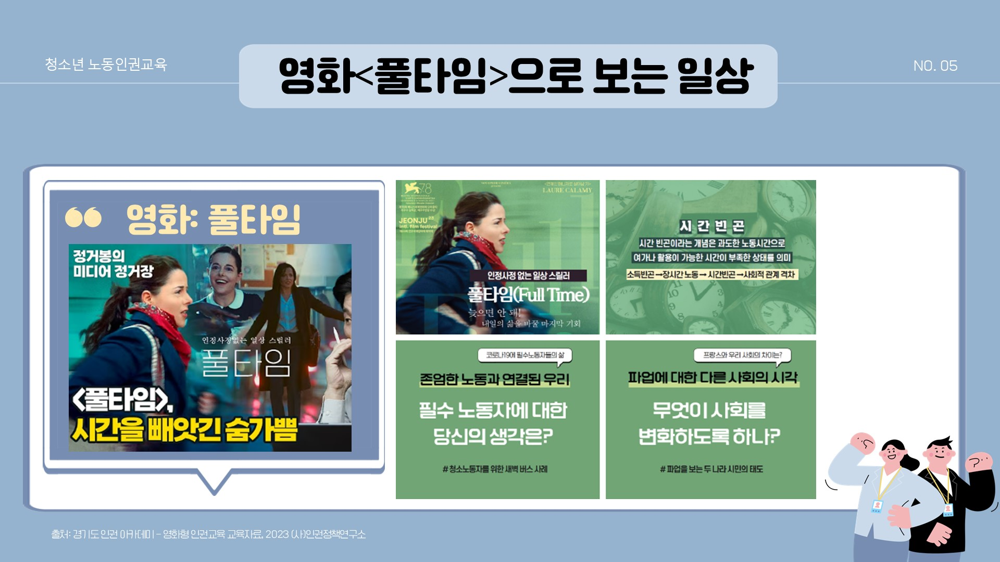 청소년 노동인권교육
영화<풀타임>으로 보는 일상
NO. 05
영화: 풀타임
정거봉의
미디어 정거장
인정사정없는 일상 스릴러
풀타임
<풀타임>,
시간을 빼앗긴 숨가쁨
78
LAURE CALAMY
JEONJU 23
intl. film festival
인정사정 없는 일상 스릴러
풀타임(Full Time)
늦으면 안 돼!
내일의 삶을 바꿀 마지막 기회
시간빈곤
시간 빈곤이라는 개념은 과도한 노동시간으로
여가나 활용이 가능한 시간이 부족한 상태를 의미
소득빈곤→장시간 노동→ 시간빈곤→사회적 관계 격차
코로나19에 필수노동자들의 삶
존엄한 노동과 연결된 우리
필수 노동자에 대한
당신의 생각은?
# 청소노동자를 위한 새벽 버스 사례
프랑스와 우리 사회의 차이는?
파업에 대한 다른 사회의 시각
무엇이 사회를
변화하도록 하나?
# 파업을 보는 두 나라 시민의 태도
출처: 경기도 인권 아카데미 - 영화형 인권교육 교육자료, 2023 (사)인권정책연구소